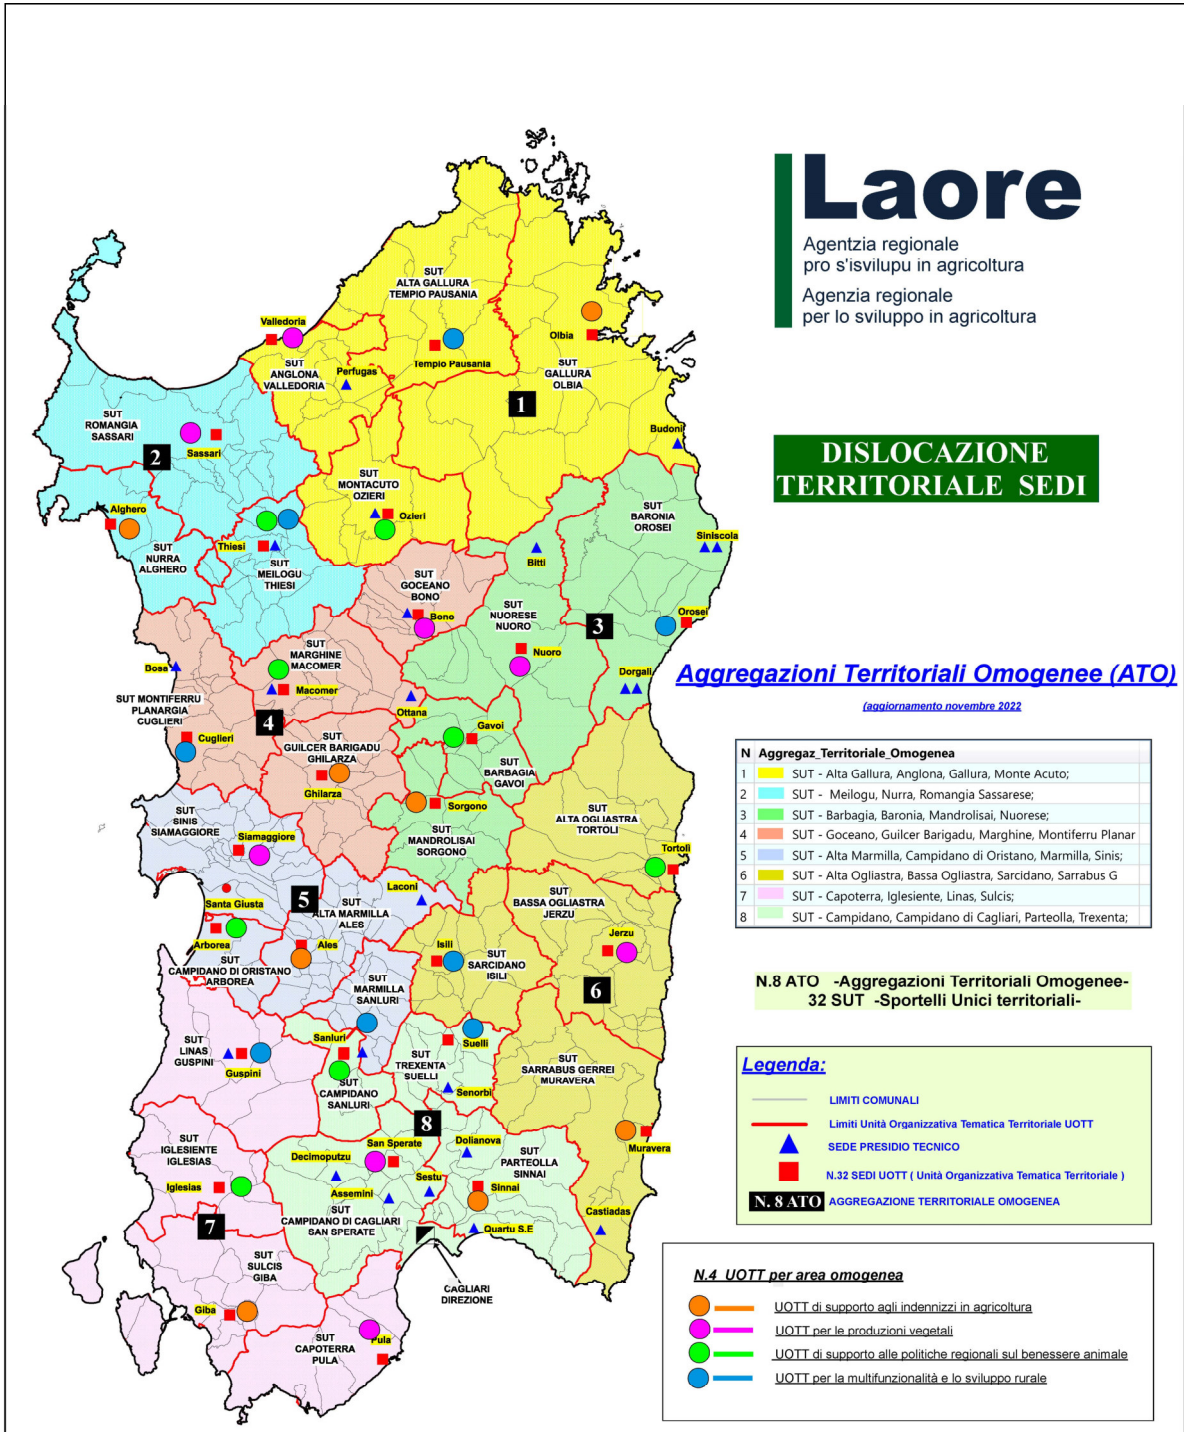 Laore
Agentzia regionale
pro s'isvilupu in agricoltura
Agenzia regionale
per lo sviluppo in agricoltura
DISLOCAZIONE
TERRITORIALE SEDI
Aggregazioni Territoriali Omogenee (ATO)
(aggiornamento novembre 2022
N Aggregaz_Territoriale_Omogenea
1 SUT - Alta Gallura, Anglona, Gallura, Monte Acuto;
2 SUT - Meilogu, Nurra, Romangia Sassarese;
3 SUT - Barbagia, Baronia, Mandrolisai, Nuorese;
4 SUT - Goceano, Guilcer Barigadu, Marghine, Montiferru Planar
5 SUT - Alta Marmilla, Campidano di Oristano, Marmilla, Sinis;
6 SUT - Alta Ogliastra, Bassa Ogliastra, Sarcidano, Sarrabus G
7 SUT - Capoterra, Iglesiente, Linas, Sulcis;
8 SUT - Campidano, Campidano di Cagliari, Parteolla, Trexenta;
N.8 ATO -Aggregazioni Territoriali Omogenee-
32 SUT -Sportelli Unici territoriali-
Legenda:
LIMITI COMUNALI
Limiti Unità Organizzativa Tematica Territoriale UOTT
SEDE PRESIDIO TECNICO
N.32 SEDI UOTT ( Unità Organizzativa Tematica Territoriale )
N. 8 ATO AGGREGAZIONE TERRITORIALE OMOGENEA
N.4 UOTT per area omogenea
UOTT di supporto agli indennizzi in agricoltura
UOTT per le produzioni vegetali
UOTT di supporto alle politiche regionali sul benessere animale
UOTT per la multifunzionalità e lo sviluppo rurale
SUT
ALTA GALLURA
TEMPIO PAUSANIA
Valledoria
Olbia
Tempio Pausania
SUT
ANGLONA
VALLEDORIA
Perfugas
SUT
GALLURA
OLBIA
1
SUT
ROMANGIA
SASSARI
Budoni
Sassari
2
SUT
MONTACUTO
OZIERI
Alghero
Ozieri
SUT
BARONIA
OROSEI
Siniscola
SUT
NURRA
ALGHERO
Thiesi
SUT
MEILOGU
THIESI
Bitti
SUT
GOCEANO
BONO
Bono
SUT
NUORESE
NUORO
Orosei
3
SUT
MARGHINE
MACOMER
Nuoro
Bosa
Macomer
Dorgali
SUT MONTIFERRU
PLANARGIA
CUGLIERI
Ottana
4
Cuglieri
Gavoi
SUT
GUILCER BARIGADU
GHILARZA
SUT
BARBAGIA
GAVOI
Ghilarza
Sorgono
SUT
SINIS
SIAMAGGIORE
SUT
ALTA OGLIASTRA
TORTOLI
Siamaggiore
SUT
MANDROLISAI
SORGONO
Tortolì
Laconi
Santa Giusta
5
SUT
ALTA MARMILLA
ALES
SUT
BASSA OGLIASTRA
JERZU
Arborea
Ales
Isili
Jerzu
SUT
CAMPIDANO DI ORISTANO
ARBOREA
SUT
SARCIDANO
ISILI
SUT
MARMILLA
SANLURI
6
Sanluri
Suelli
SUT
LINAS
GUSPINI
Guspini
SUT
TREXENTA
SUELLI
SUT
SARRABUS GERREI
MURAVERA
SUT
CAMPIDANO
SANLURI
Senorbi
8
SUT
IGLESIENTE
IGLESIAS
San Sperate
Dolianova
Muravera
Decimoputzu
SUT
PARTEOLLA
SINNAI
Iglesias
Assemini
Sestu
Sinnai
7
SUT
CAMPIDANO DI CAGLIARI
SAN SPERATE
Quartu S.E
Castiadas
SUT
SULCIS
GIBA
CAGLIARI
DIREZIONE
Giba
SUT
CAPOTERRA
PULA
Pula